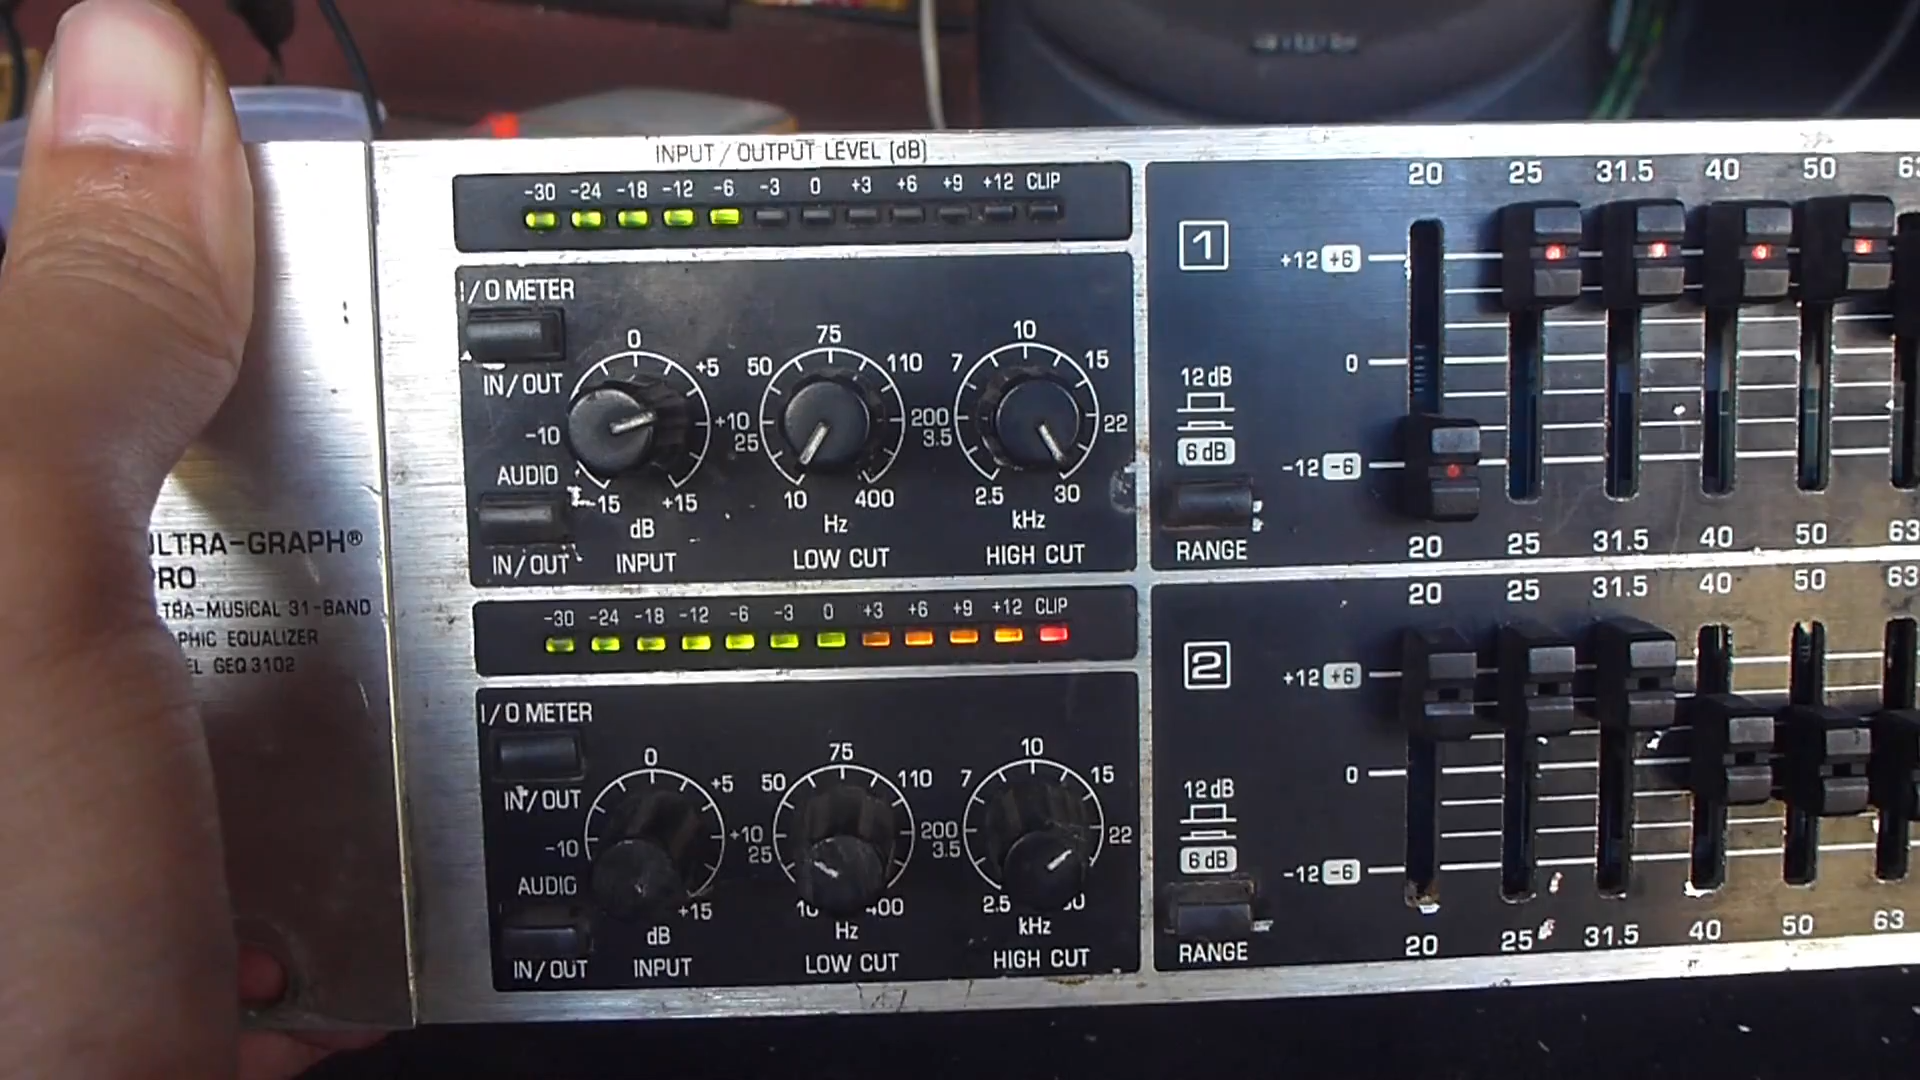 INPUT / OUTPUT LEVEL (dB)
-30 -24 -18 -12 -6 -3 0 +3 +6 +9 +12 CLIP
I/O METER
IN/OUT
AUDIO
IN/OUT
-15 -10 0 +5 +10 +15
dB
INPUT
10 25 50 75 110 200 400
Hz
LOW CUT
2.5 3.5 7 10 15 22 30
kHz
HIGH CUT
1
12 dB
6 dB
RANGE
20 25 31.5 40 50
+12 +6
0
-12 -6
20 25 31.5 40 50 63
ULTRA-GRAPH®
PRO
31-BAND
EQUALIZER
GEQ 3102
-30 -24 -18 -12 -6 -3 0 +3 +6 +9 +12 CLIP
I/O METER
IN/OUT
AUDIO
IN/OUT
-10 0 +5 +10 +15
dB
INPUT
25 50 75 110 200
Hz
LOW CUT
2.5 3.5 7 10 15 22
kHz
HIGH CUT
2
12 dB
6 dB
RANGE
20 25 31.5 40 50 63
+12 +6
0
-12 -6
20 25 31.5 40 50 63